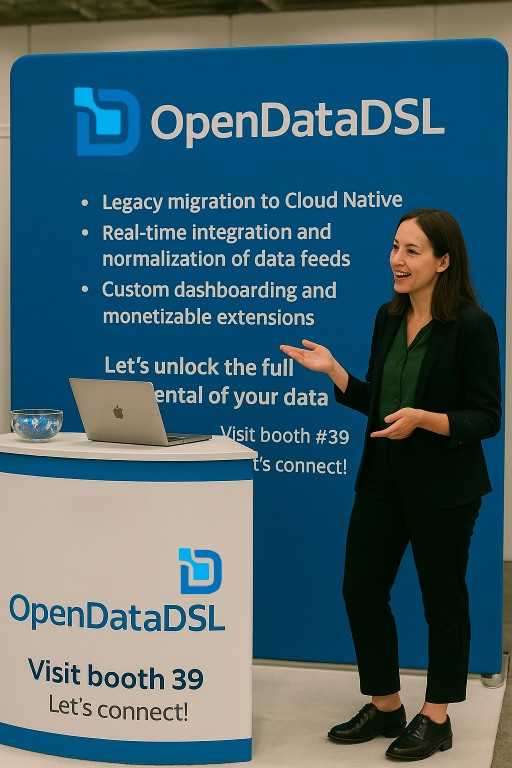 OpenDataDSL
• Legacy migration to Cloud Native
• Real-time integration and
normalization of data feeds
• Custom dashboarding and
monetizable extensions
Let's unlock the full
ental of your data
Visit booth #39
t's connect!
OpenDataDSL
Visit booth 39
Let's connect!